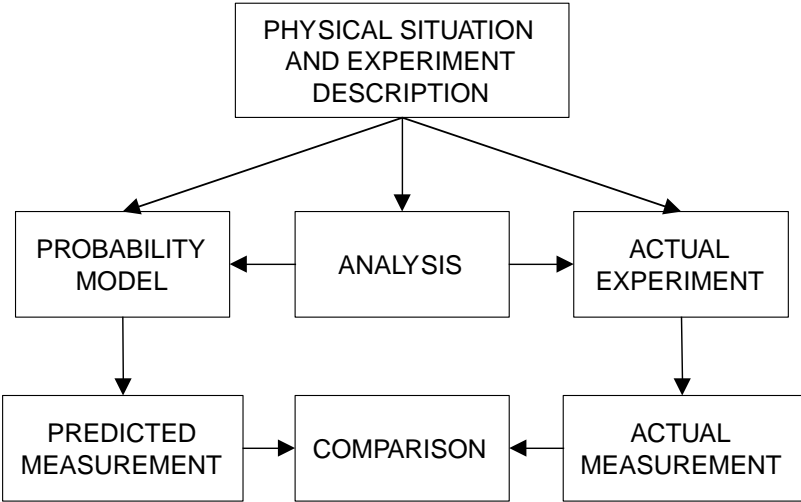 PHYSICAL SITUATION
AND EXPERIMENT
DESCRIPTION
PROBABILITY
MODEL
ANALYSIS
ACTUAL
EXPERIMENT
PREDICTED
MEASUREMENT
COMPARISON
ACTUAL
MEASUREMENT